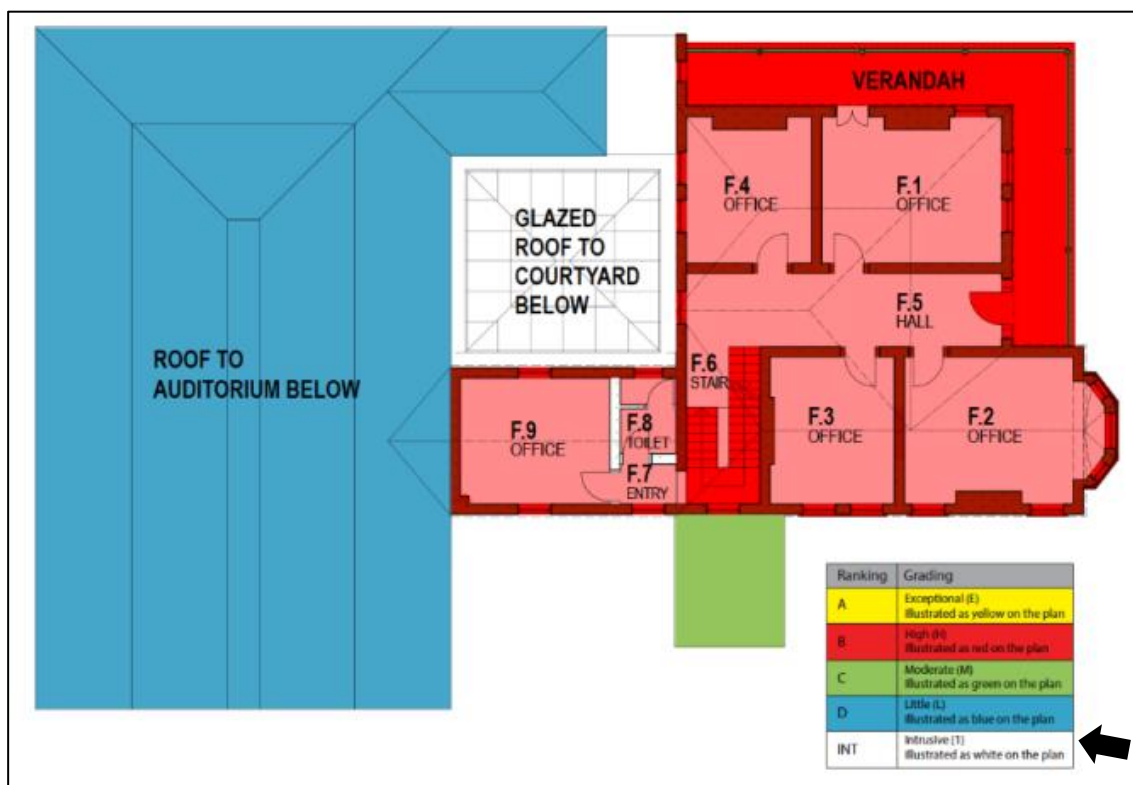 VERANDAH
F.4
OFFICE
F.1
OFFICE
GLAZED
ROOF TO
COURTYARD
BELOW
F.5
HALL
ROOF TO
AUDITORIUM BELOW
F.6
STAIR
F.9
OFFICE
F.8
TOILET
F.7
ENTRY
F.3
OFFICE
F.2
OFFICE
Ranking Grading
A Exceptional (E)
Illustrated as yellow on the plan
B High (H)
Illustrated as red on the plan
C Moderate (M)
Illustrated as green on the plan
D Little (L)
Illustrated as blue on the plan
INT Intrusive (T)
Illustrated as white on the plan